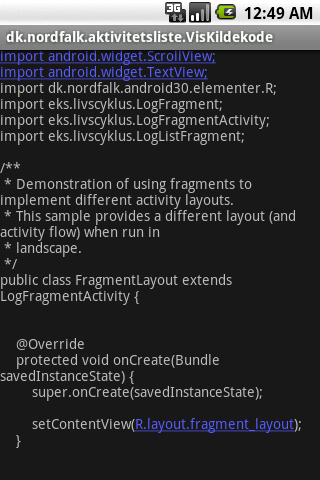 3G 12:49 AM
dk.nordfalk.aktivitetsliste.VisKildekode
import android.widget.ScrollView;
import android.widget.TextView;
import dk.nordfalk.android30.elementer.R;
import eks.livscyklus.LogFragment;
import eks.livscyklus.LogFragmentActivity;
import eks.livscyklus.LogListFragment;
/**
* Demonstration of using fragments to
implement different activity layouts.
* This sample provides a different layout (and
activity flow) when run in
* landscape.
*/
public class FragmentLayout extends
LogFragmentActivity {
@Override
protected void onCreate(Bundle
savedInstanceState) {
super.onCreate(savedInstanceState);
setContentView(R.layout.fragment_layout);
}